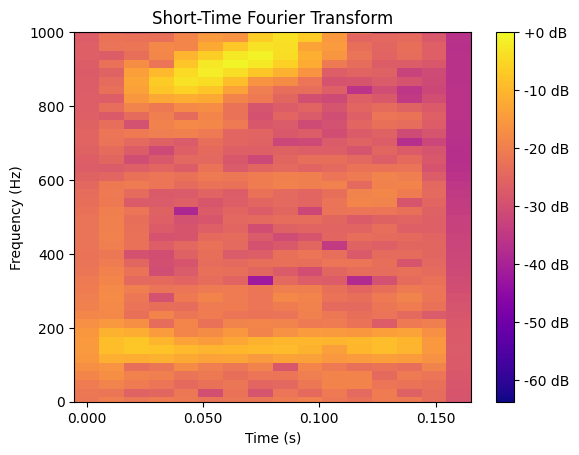 Short-Time Fourier Transform
1000
800
600
400
200
0
Frequency (Hz)
0.000
0.050
0.100
0.150
Time (s)
+0 dB
-10 dB
-20 dB
-30 dB
-40 dB
-50 dB
-60 dB